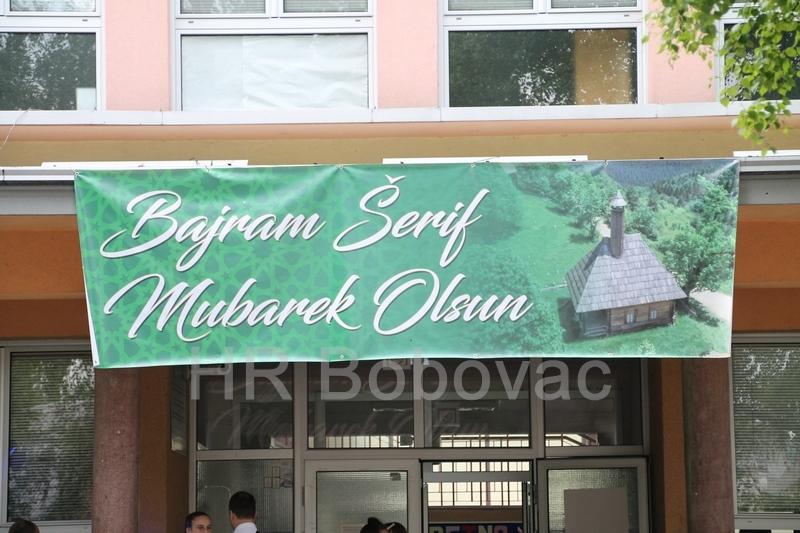 Bajram Šerif
Mubarek Olsun
HR Bobovac